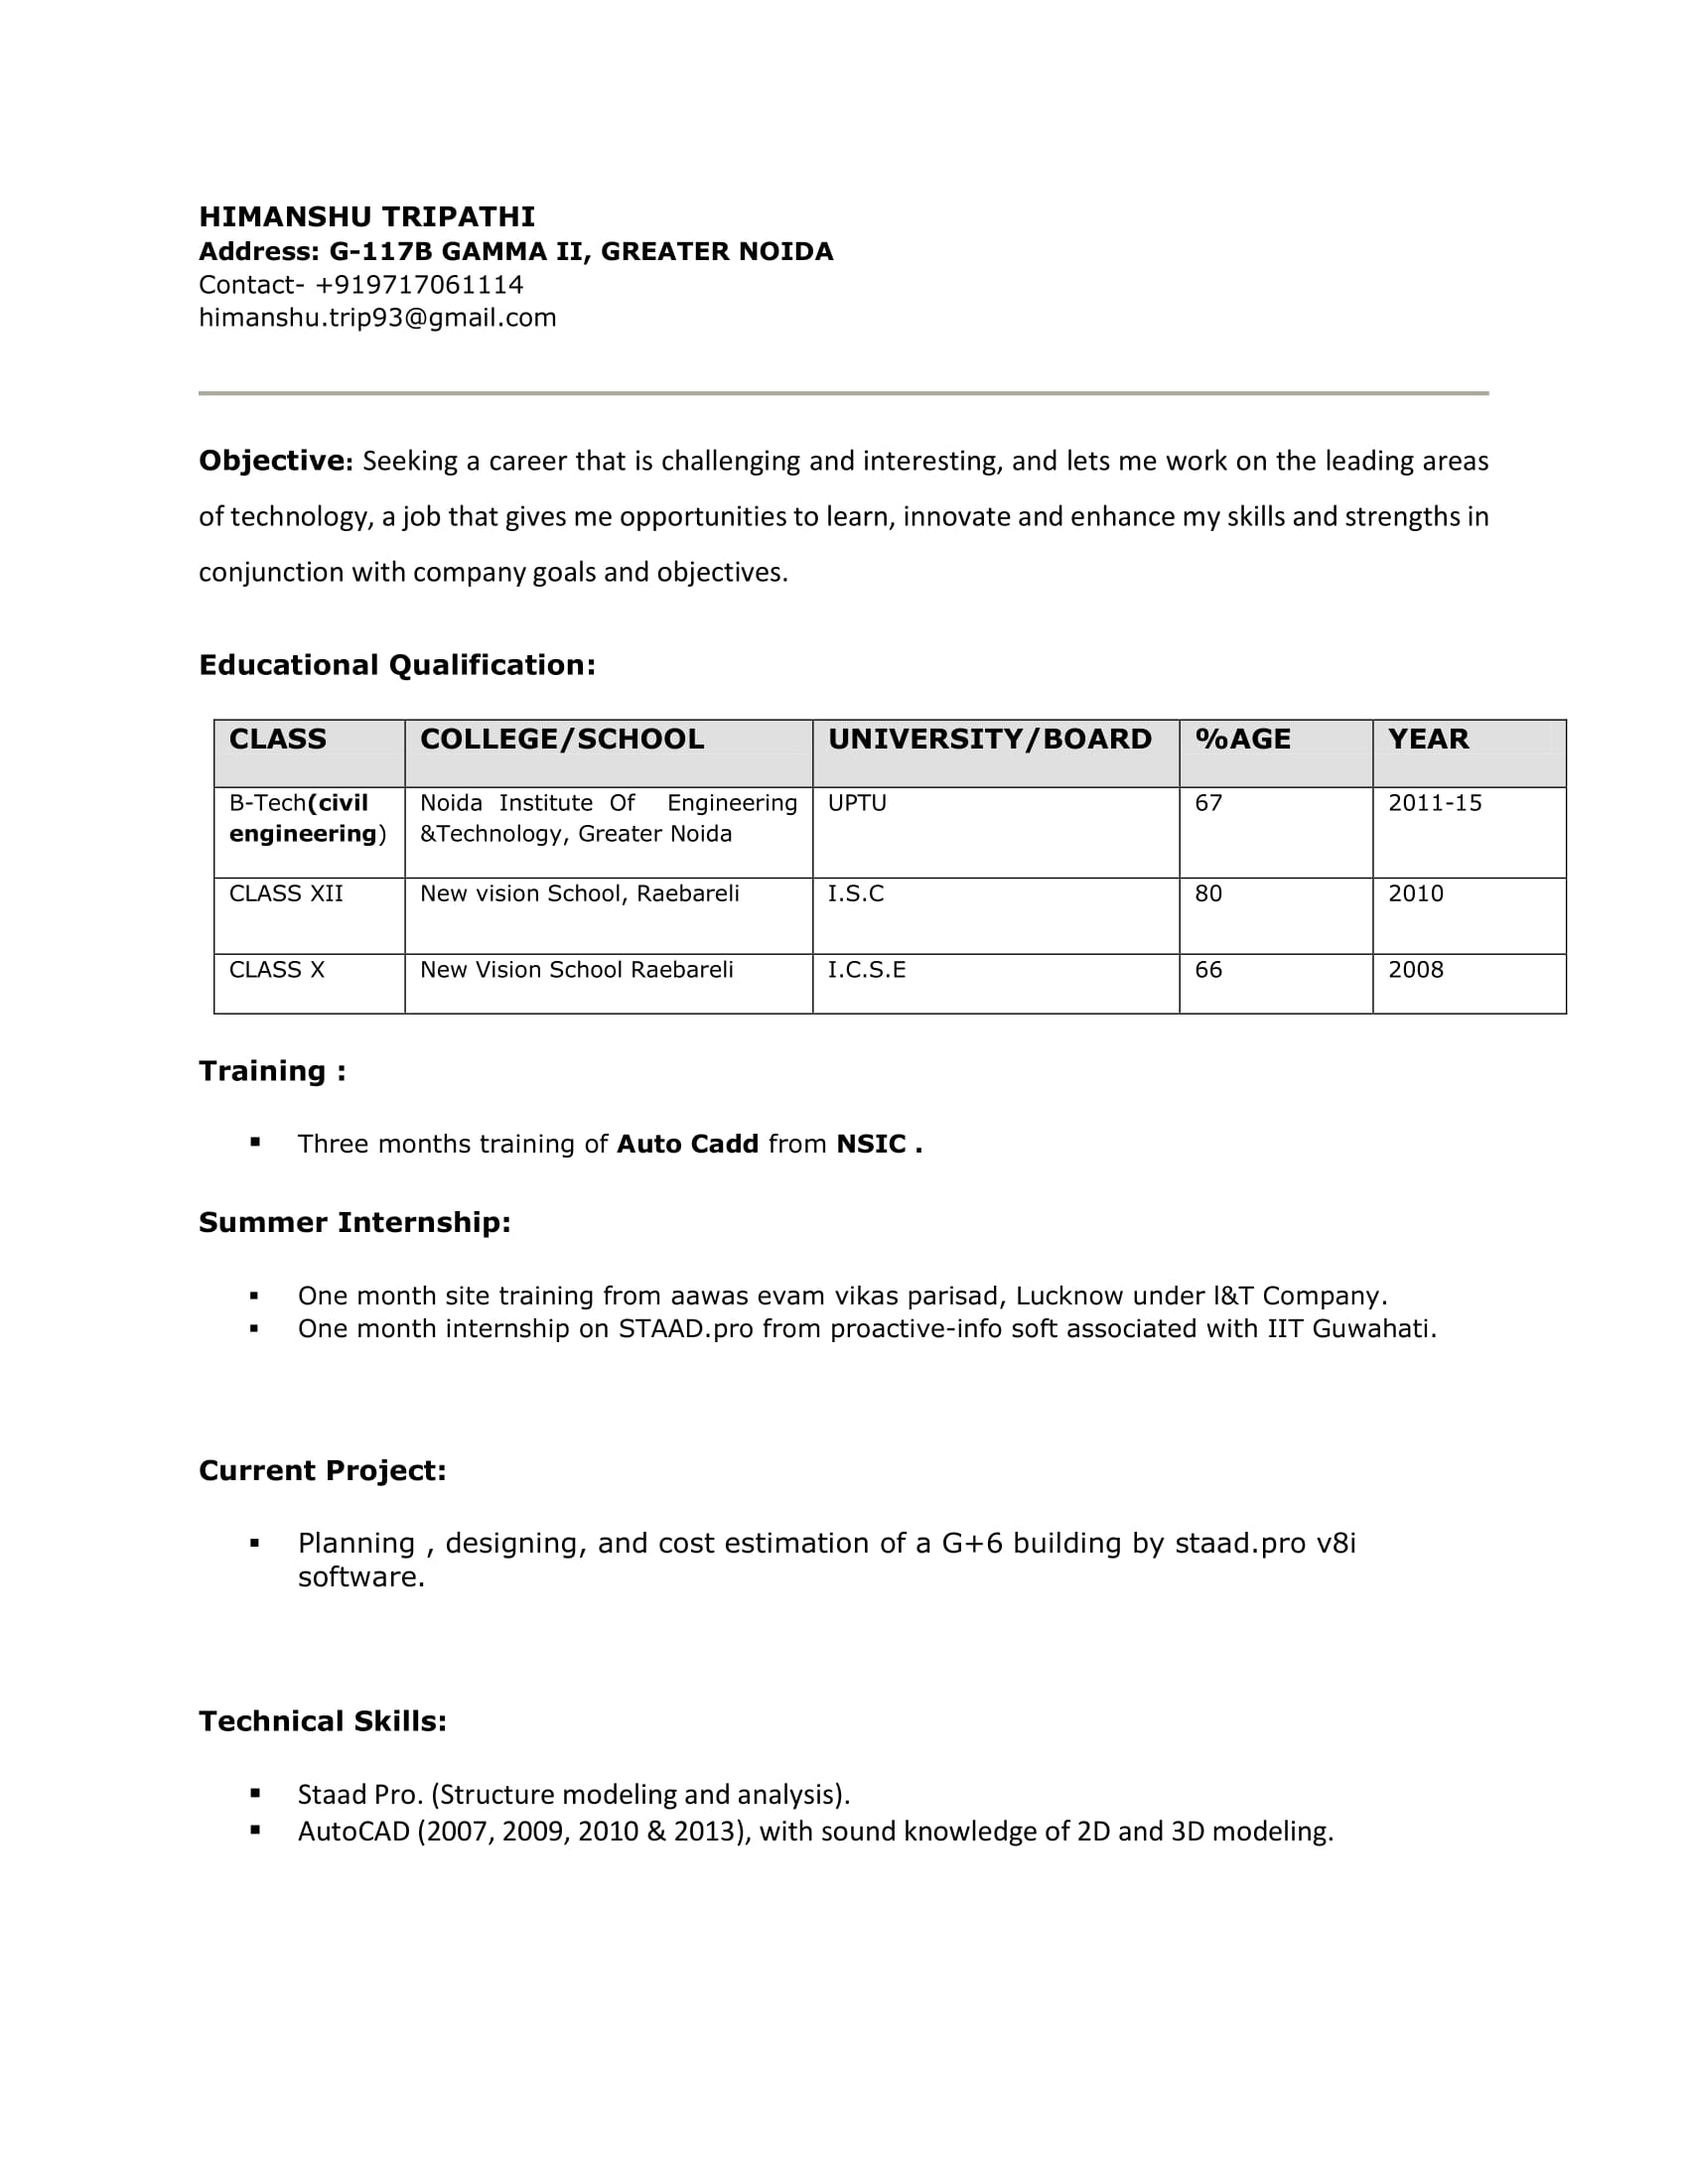 HIMANSHU TRIPATHI
Address: G-117B GAMMA II, GREATER NOIDA
Contact- +919717061114
himanshu.trip93@gmail.com
Objective: Seeking a career that is challenging and interesting, and lets me work on the leading areas
of technology, a job that gives me opportunities to learn, innovate and enhance my skills and strengths in
conjunction with company goals and objectives.
Educational Qualification:
CLASS COLLEGE/SCHOOL UNIVERSITY/BOARD %AGE YEAR
B-Tech(civil Noida Institute Of Engineering UPTU 67 2011-15
engineering) &Technology, Greater Noida
CLASS XII New vision School, Raebareli I.S.C 80 2010
CLASS X New Vision School Raebareli I.C.S.E 66 2008
Training :
▪ Three months training of Auto Cadd from NSIC .
Summer Internship:
▪ One month site training from aawas evam vikas parisad, Lucknow under l&T Company.
▪ One month internship on STAAD.pro from proactive-info soft associated with IIT Guwahati.
Current Project:
▪ Planning , designing, and cost estimation of a G+6 building by staad.pro v8i
software.
Technical Skills:
▪ Staad Pro. (Structure modeling and analysis).
▪ AutoCAD (2007, 2009, 2010 & 2013), with sound knowledge of 2D and 3D modeling.